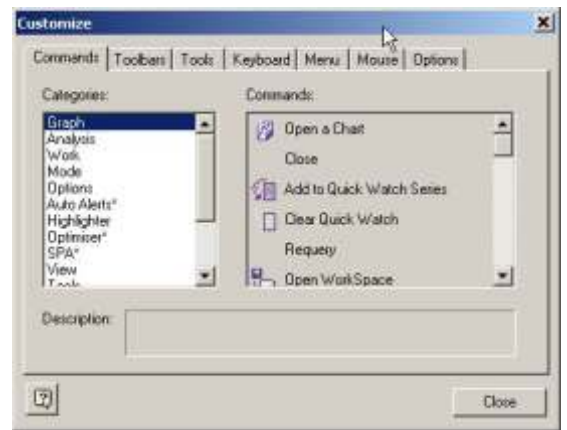 Customize
Commands Toolbars Tools Keyboard Menu Mouse Options
Categories:
Graph
Analysis
Work
Mode
Options
Auto Alerts*
Highlighter
Optimiser*
SPA*
View
Tools
Commands:
Open a Chart
Close
Add to Quick Watch Series
Clear Quick Watch
Requery
Open WorkSpace
Description:
Close